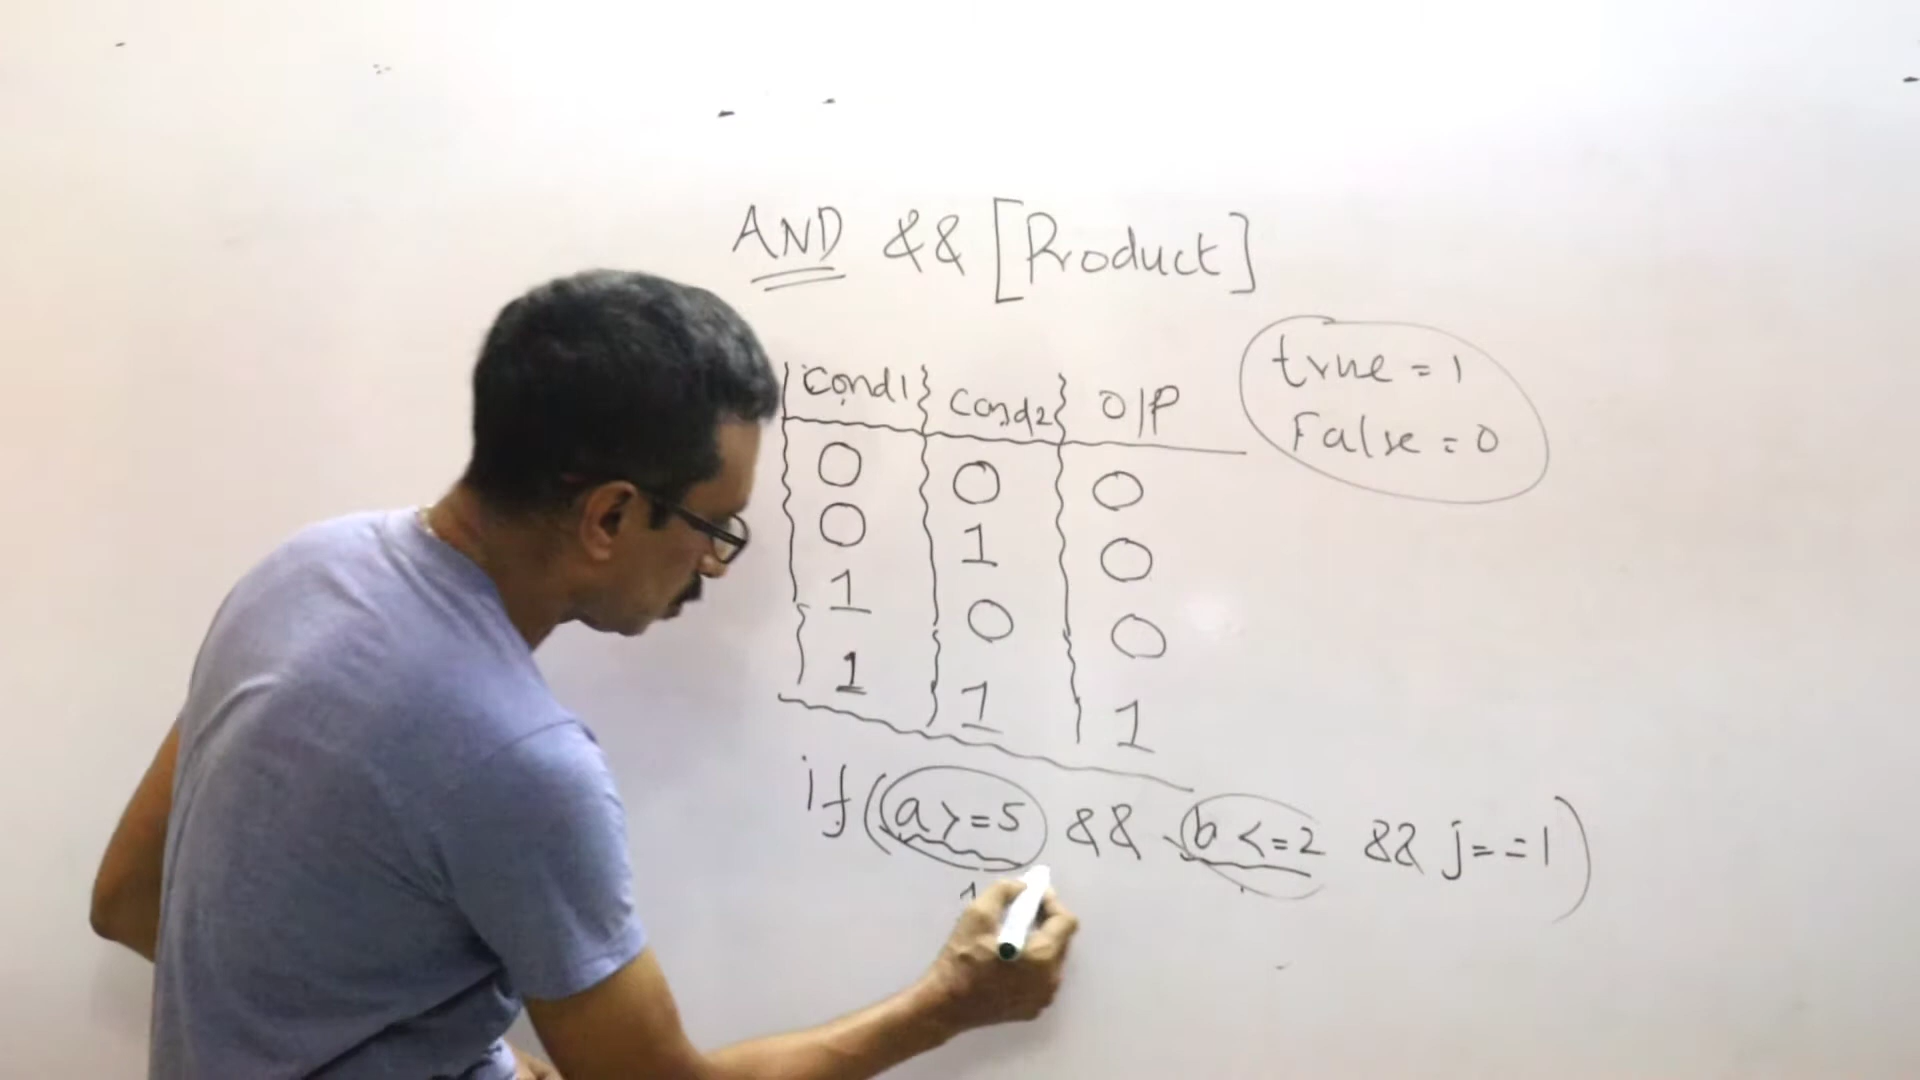 AND && [Product]
Cond1 Cond2 O|P
true = 1
False = 0
0 0 0
0 1 0
1 0 0
1 1 1
if (a>=5 && b<=2 && j==1)